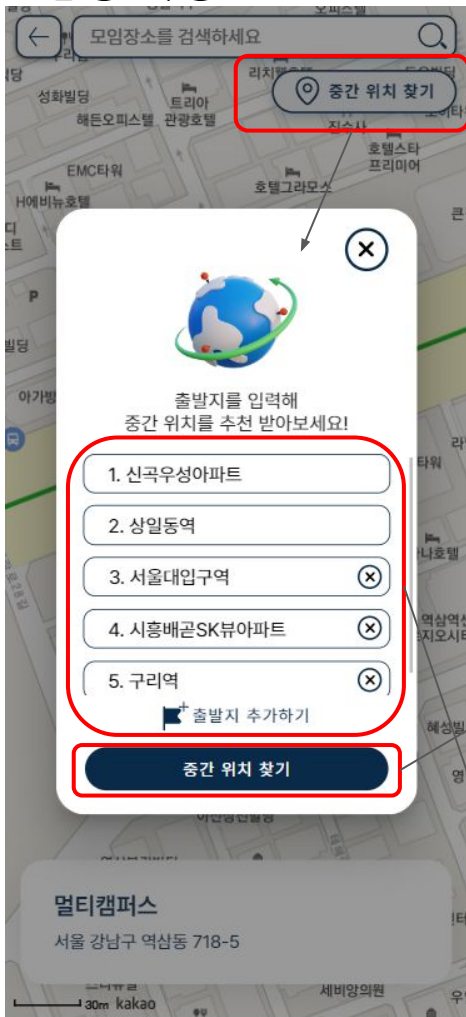 모임장소를 검색하세요
중간 위치 찾기
성화빌딩
트리아
관광호텔
해든오피스텔
호텔스타
프리미어
EMC타워
호텔그라모스
H에비뉴호텔
P
출발지를 입력해
중간 위치를 추천 받아보세요!
1. 신곡우성아파트
2. 상일동역
3. 서울대입구역
4. 시흥배곧SK뷰아파트
5. 구리역
출발지 추가하기
중간 위치 찾기
멀티캠퍼스
서울 강남구 역삼동 718-5
세비앙의원
30m kakao